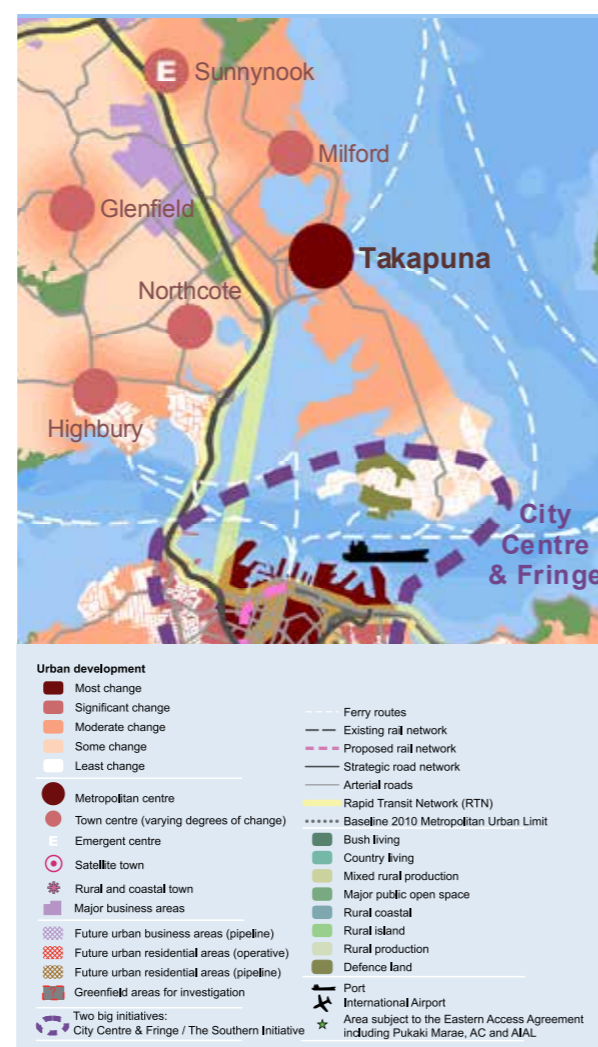 E Sunnynook
Milford
Glenfield
Takapuna
Northcote
Highbury
City
Centre
& Fringe
Urban development
Most change
Significant change
Moderate change
Some change
Least change
Metropolitan centre
Town centre (varying degrees of change)
E Emergent centre
Satellite town
Rural and coastal town
Major business areas
Future urban business areas (pipeline)
Future urban residential areas (operative)
Future urban residential areas (pipeline)
Greenfield areas for investigation
Two big initiatives:
City Centre & Fringe / The Southern Initiative
Ferry routes
Existing rail network
Proposed rail network
Strategic road network
Arterial roads
Rapid Transit Network (RTN)
Baseline 2010 Metropolitan Urban Limit
Bush living
Country living
Mixed rural production
Major public open space
Rural coastal
Rural island
Rural production
Defence land
Port
International Airport
Area subject to the Eastern Access Agreement
including Pukaki Marae, AC and AIAL